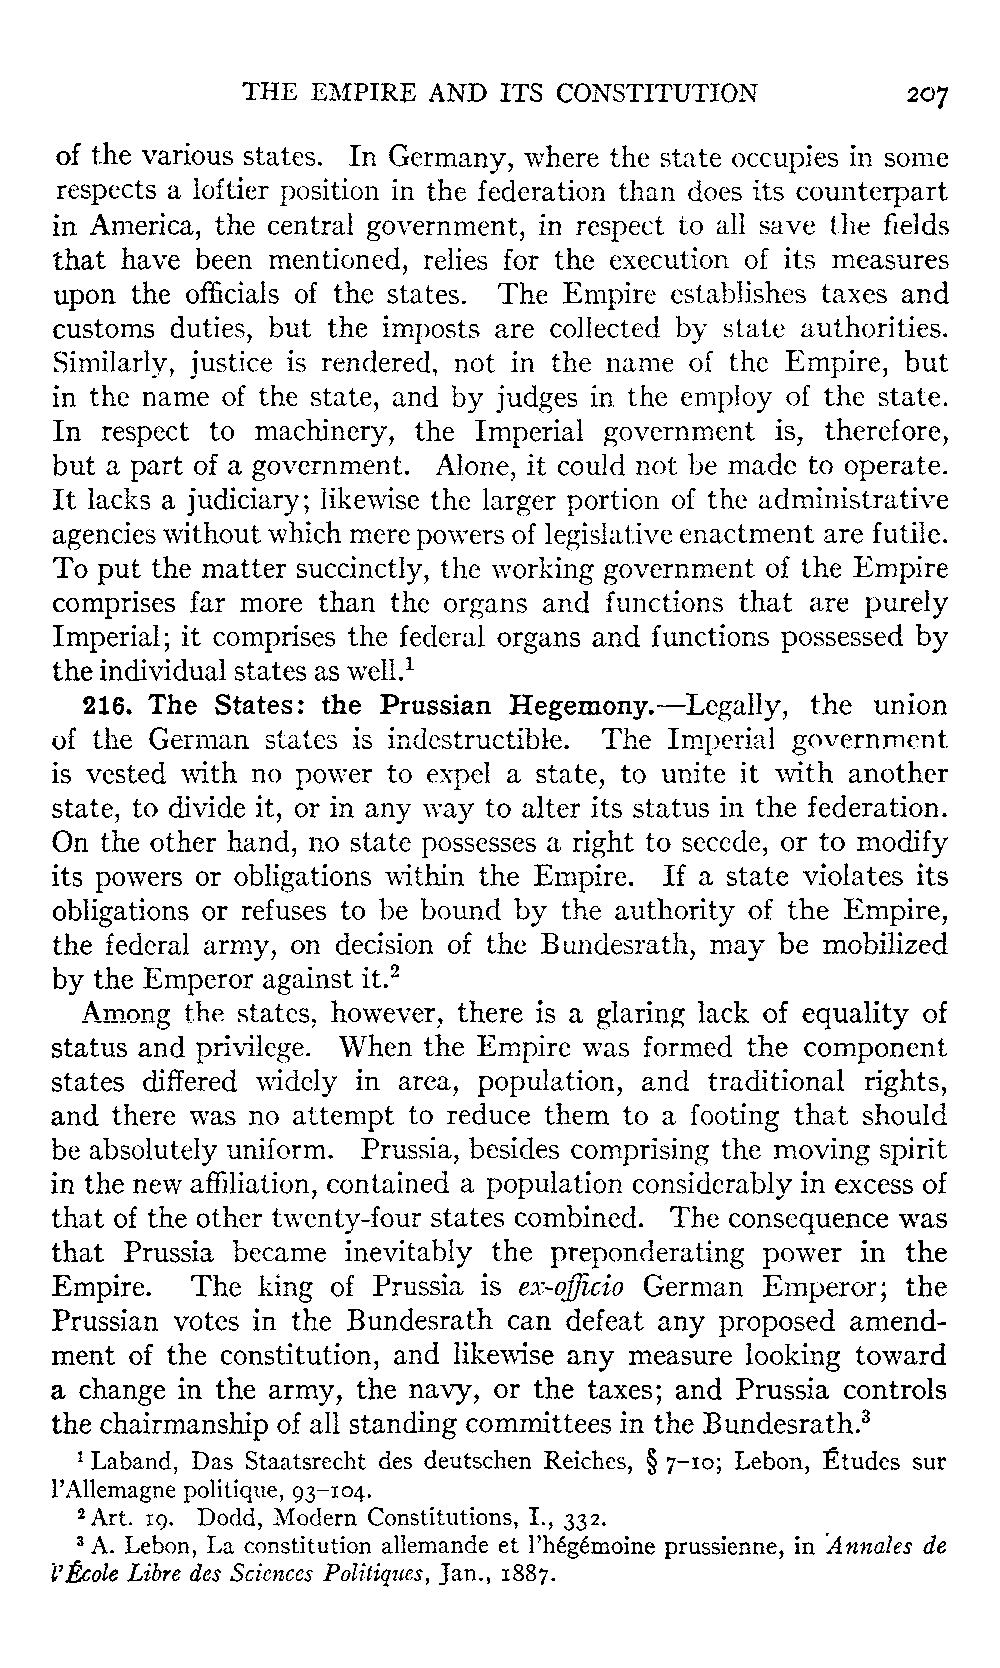 THE EMPIRE AND ITS CONSTITUTION 207
of the various states. In Germany, where the state occupies in some
respects a loftier position in the federation than does its counterpart
in America, the central government, in respect to all save the fields
that have been mentioned, relies for the execution of its measures
upon the officials of the states. The Empire establishes taxes and
customs duties, but the imposts are collected by state authorities.
Similarly, justice is rendered, not in the name of the Empire, but
in the name of the state, and by judges in the employ of the state.
In respect to machinery, the Imperial government is, therefore,
but a part of a government. Alone, it could not be made to operate.
It lacks a judiciary; likewise the larger portion of the administrative
agencies without which mere powers of legislative enactment are futile.
To put the matter succinctly, the working government of the Empire
comprises far more than the organs and functions that are purely
Imperial; it comprises the federal organs and functions possessed by
the individual states as well.¹
216. The States: the Prussian Hegemony.—Legally, the union
of the German states is indestructible. The Imperial government
is vested with no power to expel a state, to unite it with another
state, to divide it, or in any way to alter its status in the federation.
On the other hand, no state possesses a right to secede, or to modify
its powers or obligations within the Empire. If a state violates its
obligations or refuses to be bound by the authority of the Empire,
the federal army, on decision of the Bundesrath, may be mobilized
by the Emperor against it.²
Among the states, however, there is a glaring lack of equality of
status and privilege. When the Empire was formed the component
states differed widely in area, population, and traditional rights,
and there was no attempt to reduce them to a footing that should
be absolutely uniform. Prussia, besides comprising the moving spirit
in the new affiliation, contained a population considerably in excess of
that of the other twenty-four states combined. The consequence was
that Prussia became inevitably the preponderating power in the
Empire. The king of Prussia is ex-officio German Emperor; the
Prussian votes in the Bundesrath can defeat any proposed amend-
ment of the constitution, and likewise any measure looking toward
a change in the army, the navy, or the taxes; and Prussia controls
the chairmanship of all standing committees in the Bundesrath.³
¹ Laband, Das Staatsrecht des deutschen Reiches, § 7–10; Lebon, Études sur
l'Allemagne politique, 93–104.
² Art. 19. Dodd, Modern Constitutions, I., 332.
³ A. Lebon, La constitution allemande et l'hégémoine prussienne, in Annales de
l'École Libre des Sciences Politiques, Jan., 1887.